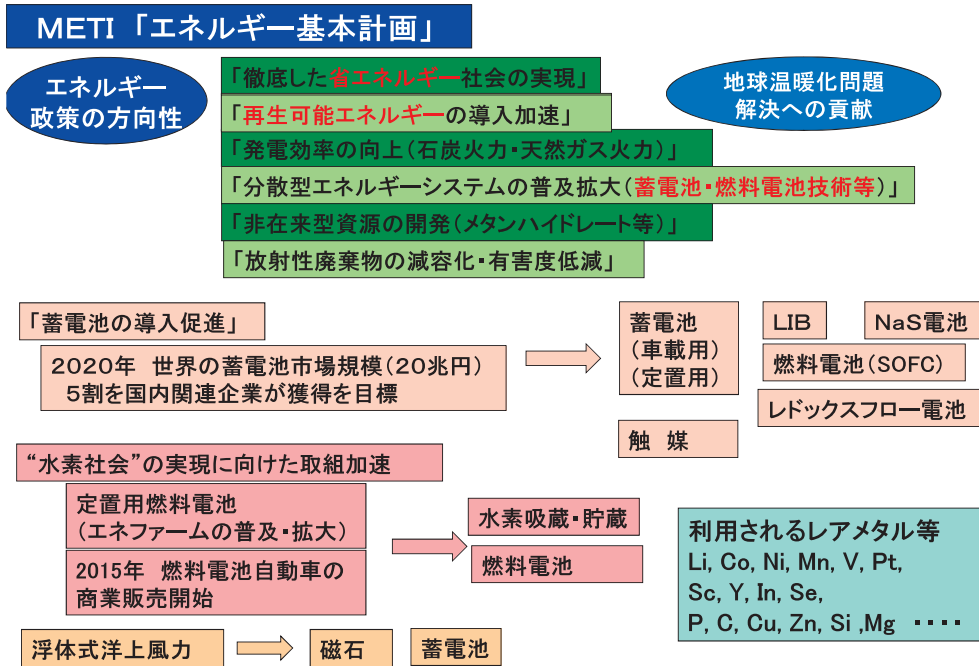 METI 「エネルギー基本計画」
エネルギー
政策の方向性
「徹底した省エネルギー社会の実現」
「再生可能エネルギーの導入加速」
「発電効率の向上(石炭火力・天然ガス火力)」
「分散型エネルギーシステムの普及拡大(蓄電池・燃料電池技術等)」
「非在来型資源の開発(メタンハイドレート等)」
「放射性廃棄物の減容化・有害度低減」
地球温暖化問題
解決への貢献
「蓄電池の導入促進」
2020年 世界の蓄電池市場規模(20兆円)
5割を国内関連企業が獲得を目標
蓄電池
(車載用)
(定置用)
触 媒
LIB
NaS電池
燃料電池(SOFC)
レドックスフロー電池
“水素社会”の実現に向けた取組加速
定置用燃料電池
(エネファームの普及・拡大)
2015年 燃料電池自動車の
商業販売開始
水素吸蔵・貯蔵
燃料電池
利用されるレアメタル等
Li, Co, Ni, Mn, V, Pt,
Sc, Y, In, Se,
P, C, Cu, Zn, Si ,Mg ・・・・
浮体式洋上風力
磁石
蓄電池